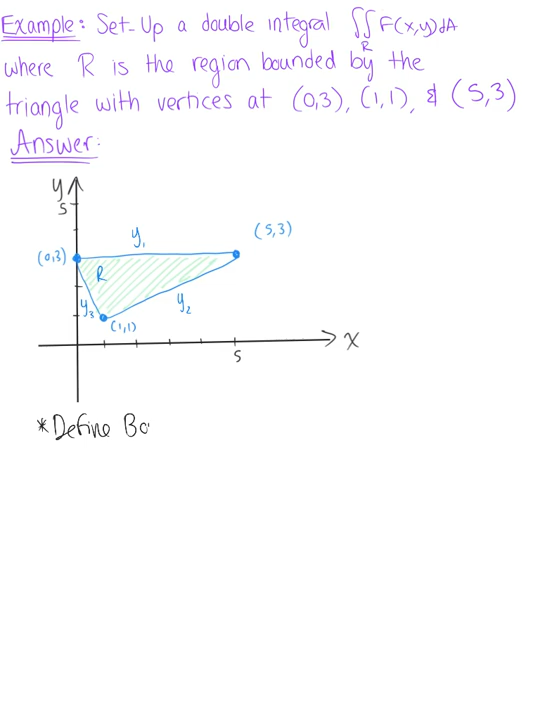 Example: Set-Up a double integral ∬_R F(x,y)dA
where R is the region bounded by the
triangle with vertices at (0,3), (1,1), & (5,3)
Answer:
y
5
(5,3)
y₁
(0,3)
R
y₃
y₂
(1,1)
x
5
*Define Bo